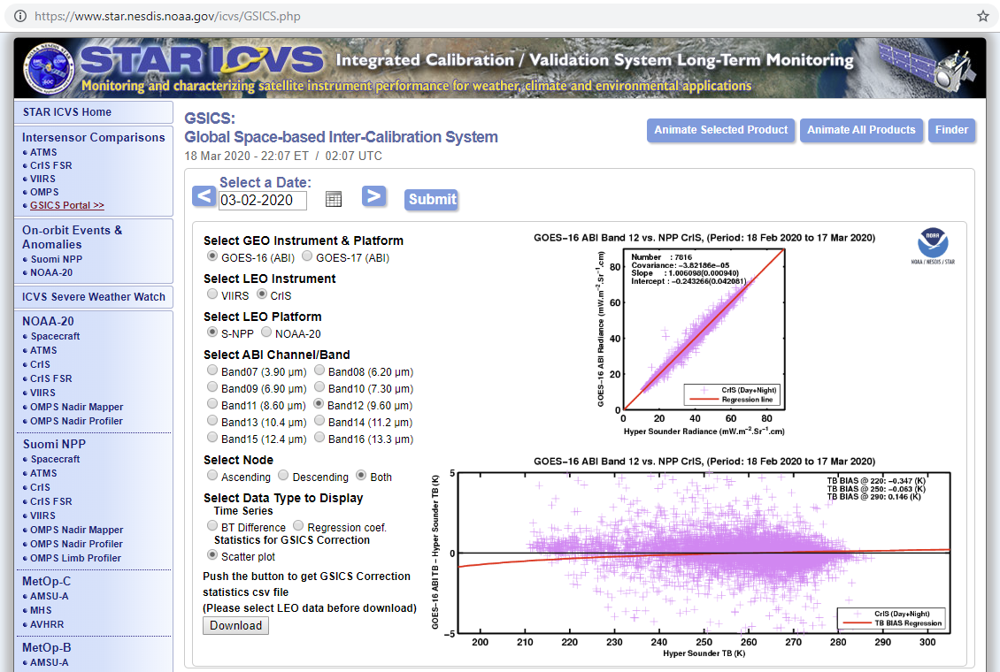 https://www.star.nesdis.noaa.gov/icvs/GSICS.php
STAR ICVS Integrated Calibration / Validation System Long-Term Monitoring
Monitoring and characterizing satellite instrument performance for weather, climate and environmental applications
STAR ICVS Home
Intersensor Comparisons
ATMS
CrIS FSR
VIIRS
OMPS
GSICS Portal >>
On-orbit Events &
Anomalies
Suomi NPP
NOAA-20
ICVS Severe Weather Watch
NOAA-20
Spacecraft
ATMS
CrIS
CrIS FSR
VIIRS
OMPS Nadir Mapper
OMPS Nadir Profiler
Suomi NPP
Spacecraft
ATMS
CrIS
CrIS FSR
VIIRS
OMPS Nadir Mapper
OMPS Nadir Profiler
OMPS Limb Profiler
MetOp-C
AMSU-A
MHS
AVHRR
MetOp-B
AMSU-A
GSICS:
Global Space-based Inter-Calibration System
18 Mar 2020 - 22:07 ET / 02:07 UTC
Animate Selected Product
Animate All Products
Finder
Select a Date:
<
03-02-2020
>
Submit
Select GEO Instrument & Platform
GOES-16 (ABI) GOES-17 (ABI)
Select LEO Instrument
VIIRS CrIS
Select LEO Platform
S-NPP NOAA-20
Select ABI Channel/Band
Band07 (3.90 µm) Band08 (6.20 µm)
Band09 (6.90 µm) Band10 (7.30 µm)
Band11 (8.60 µm) Band12 (9.60 µm)
Band13 (10.4 µm) Band14 (11.2 µm)
Band15 (12.4 µm) Band16 (13.3 µm)
Select Node
Ascending Descending Both
Select Data Type to Display
Time Series
BT Difference Regression coef.
Statistics for GSICS Correction
Scatter plot
Push the button to get GSICS Correction
statistics csv file
(Please select LEO data before download)
Download
GOES-16 ABI Band 12 vs. NPP CrIS, (Period: 18 Feb 2020 to 17 Mar 2020)
NOAA
NOAA / NESDIS / STAR
Number : 7816
Covariance: -3.82186e-05
Slope : 1.006098(0.000940)
Intercept : -0.243266(0.042081)
GOES-16 ABI Radiance (mW.m⁻².Sr⁻¹.cm)
80
60
40
20
0
CrIS (Day+Night)
Regression line
0 20 40 60 80
Hyper Sounder Radiance (mW.m⁻².Sr⁻¹.cm)
GOES-16 ABI Band 12 vs. NPP CrIS, (Period: 18 Feb 2020 to 17 Mar 2020)
TB BIAS @ 220: -0.347 (K)
TB BIAS @ 250: -0.063 (K)
TB BIAS @ 290: 0.146 (K)
GOES-16 ABI TB - Hyper Sounder TB (K)
5
0
-5
CrIS (Day+Night)
TB BIAS Regression
200 210 220 230 240 250 260 270 280 290 300
Hyper Sounder TB (K)